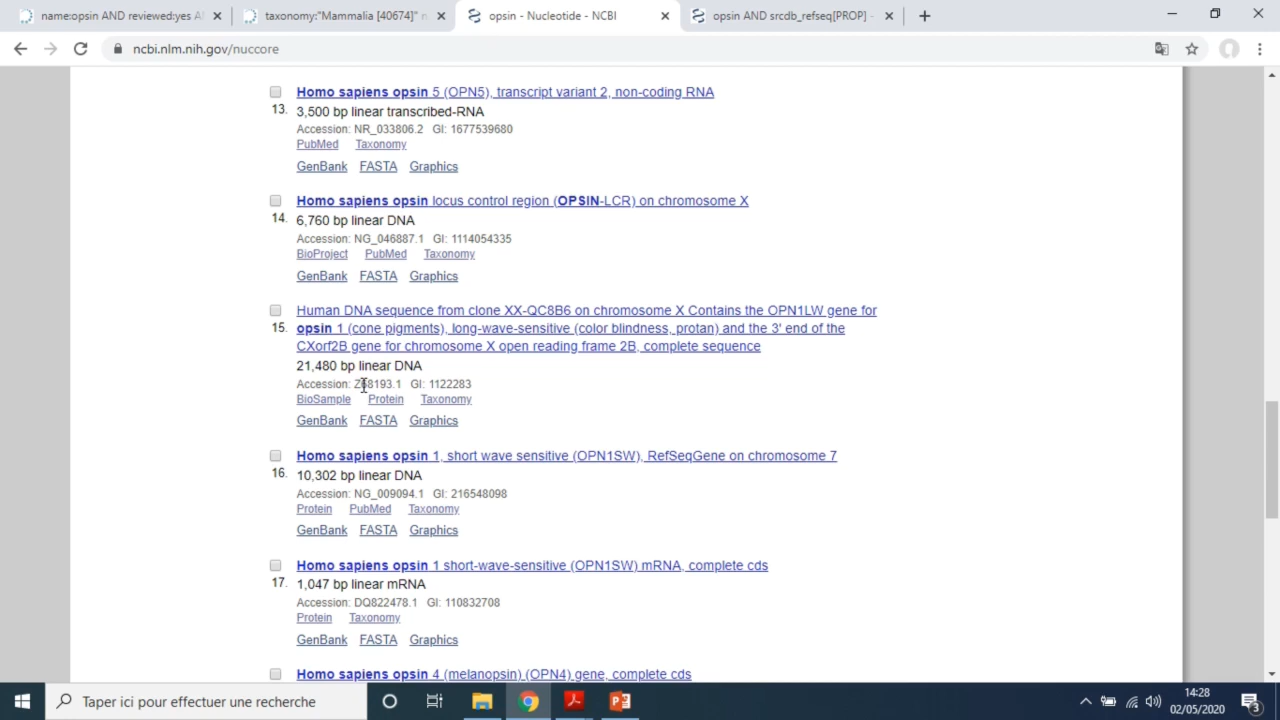 name:opsin AND reviewed:yes A
taxonomy:"Mammalia [40674]" n
opsin - Nucleotide - NCBI
opsin AND srcdb_refseq[PROP] -
ncbi.nlm.nih.gov/nuccore
Homo sapiens opsin 5 (OPN5), transcript variant 2, non-coding RNA
13. 3,500 bp linear transcribed-RNA
Accession: NR_033806.2 GI: 1677539680
PubMed Taxonomy
GenBank FASTA Graphics
Homo sapiens opsin locus control region (OPSIN-LCR) on chromosome X
14. 6,760 bp linear DNA
Accession: NG_046887.1 GI: 1114054335
BioProject PubMed Taxonomy
GenBank FASTA Graphics
Human DNA sequence from clone XX-QC8B6 on chromosome X Contains the OPN1LW gene for
15. opsin 1 (cone pigments), long-wave-sensitive (color blindness, protan) and the 3' end of the
CXorf2B gene for chromosome X open reading frame 2B, complete sequence
21,480 bp linear DNA
Accession: Z68193.1 GI: 1122283
BioSample Protein Taxonomy
GenBank FASTA Graphics
Homo sapiens opsin 1, short wave sensitive (OPN1SW), RefSeqGene on chromosome 7
16. 10,302 bp linear DNA
Accession: NG_009094.1 GI: 216548098
Protein PubMed Taxonomy
GenBank FASTA Graphics
Homo sapiens opsin 1 short-wave-sensitive (OPN1SW) mRNA, complete cds
17. 1,047 bp linear mRNA
Accession: DQ822478.1 GI: 110832708
Protein Taxonomy
GenBank FASTA Graphics
Homo sapiens opsin 4 (melanopsin) (OPN4) gene, complete cds
Taper ici pour effectuer une recherche
14:28
02/05/2020
3